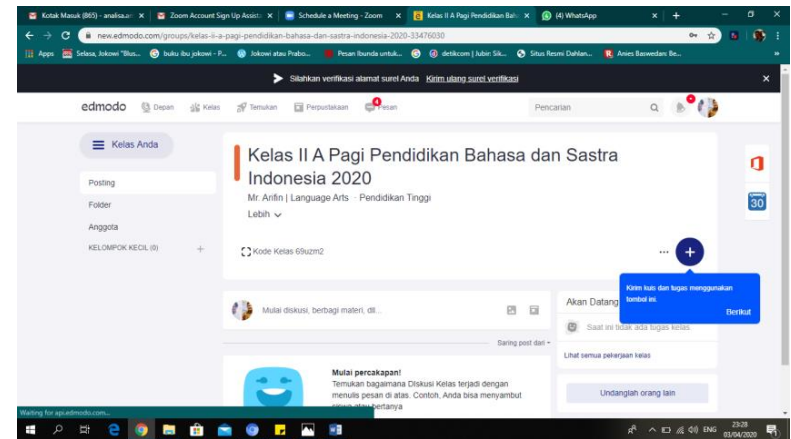 Kotak Masuk (865) - analisa.ar
Zoom Account Sign Up Assist
Schedule a Meeting - Zoom
Kelas II A Pagi Pendidikan Bah
(4) WhatsApp
new.edmodo.com/groups/kelas-ii-a-pagi-pendidikan-bahasa-dan-sastra-indonesia-2020-33476030
Apps
Selasa, Jokowi "Blus...
buku ibu jokowi - P...
Jokowi atau Prabo...
Pesan Ibunda untuk...
detikcom | Jubir: Sik...
Situs Resmi Dahlan...
Anies Baswedan: Be...
Silahkan verifikasi alamat surel Anda Kirim ulang surel verifikasi
edmodo
Depan
Kelas
Temukan
Perpustakaan
Pesan
Pencarian
Kelas Anda
Posting
Folder
Anggota
KELOMPOK KECIL (0) +
Kelas II A Pagi Pendidikan Bahasa dan Sastra
Indonesia 2020
Mr. Arifin | Language Arts · Pendidikan Tinggi
Lebih
Kode Kelas 69uzm2
Kirim kuis dan tugas menggunakan
tombol ini.
Berikut
Mulai diskusi, berbagi materi, dll...
Saring post dari
Akan Datang
Saat ini tidak ada tugas kelas.
Lihat semua pekerjaan kelas
Undanglah orang lain
Mulai percakapan!
Temukan bagaimana Diskusi Kelas terjadi dengan
menulis pesan di atas. Contoh, Anda bisa menyambut
siswa atau bertanya
30
Waiting for api.edmodo.com...
ENG
23:28
03/04/2020